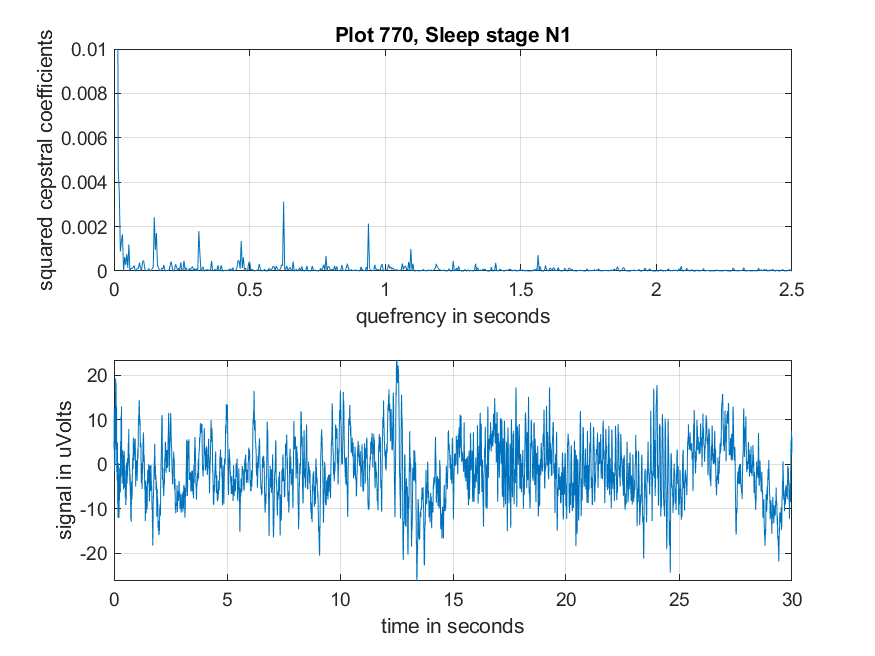 Plot 770, Sleep stage N1
squared cepstral coefficients
0.01
0.008
0.006
0.004
0.002
0
0 0.5 1 1.5 2 2.5
quefrency in seconds
signal in uVolts
20
10
0
-10
-20
0 5 10 15 20 25 30
time in seconds